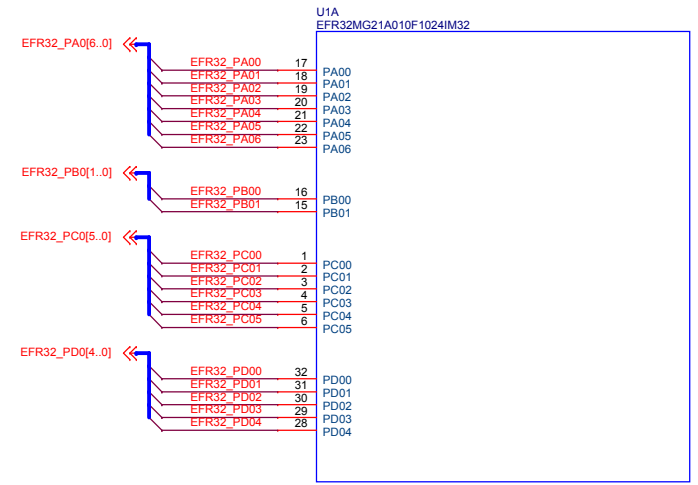 U1A
EFR32MG21A010F1024IM32
EFR32_PA0[6..0]
EFR32_PA00 17 PA00
EFR32_PA01 18 PA01
EFR32_PA02 19 PA02
EFR32_PA03 20 PA03
EFR32_PA04 21 PA04
EFR32_PA05 22 PA05
EFR32_PA06 23 PA06
EFR32_PB0[1..0]
EFR32_PB00 16 PB00
EFR32_PB01 15 PB01
EFR32_PC0[5..0]
EFR32_PC00 1 PC00
EFR32_PC01 2 PC01
EFR32_PC02 3 PC02
EFR32_PC03 4 PC03
EFR32_PC04 5 PC04
EFR32_PC05 6 PC05
EFR32_PD0[4..0]
EFR32_PD00 32 PD00
EFR32_PD01 31 PD01
EFR32_PD02 30 PD02
EFR32_PD03 29 PD03
EFR32_PD04 28 PD04